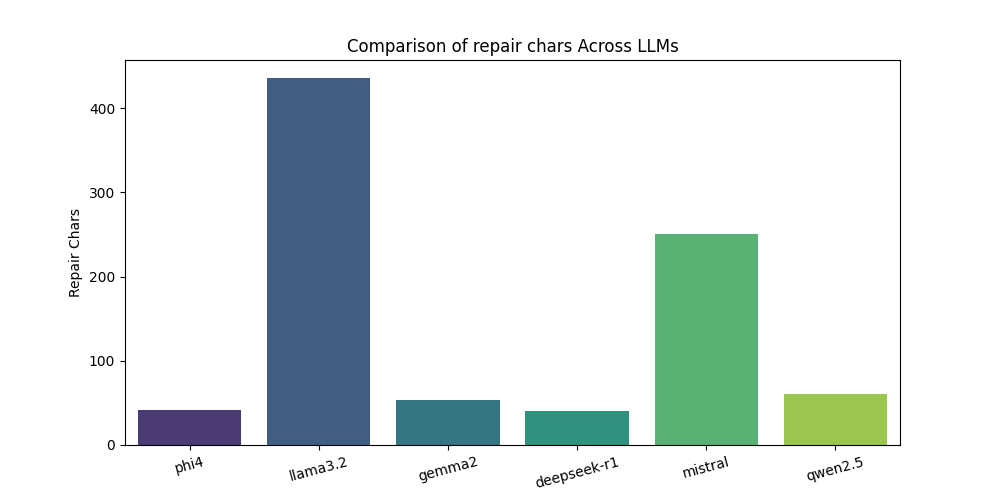 Comparison of repair chars Across LLMs
Repair Chars
400
300
200
100
0
phi4
llama3.2
gemma2
deepseek-r1
mistral
qwen2.5